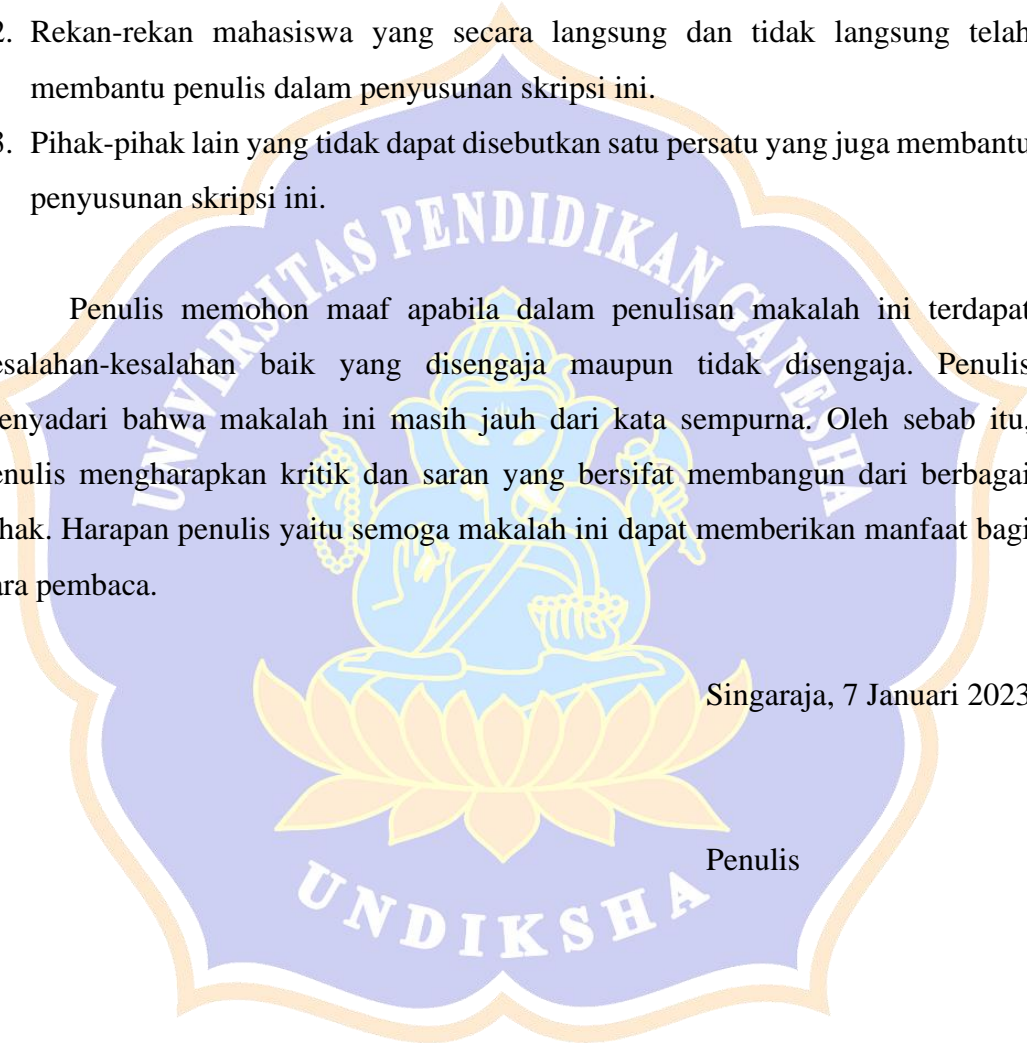 2. Rekan-rekan mahasiswa yang secara langsung dan tidak langsung telah
membantu penulis dalam penyusunan skripsi ini.
3. Pihak-pihak lain yang tidak dapat disebutkan satu persatu yang juga membantu
penyusunan skripsi ini.
UNIVERSITAS PENDIDIKAN GANESHA
Penulis memohon maaf apabila dalam penulisan makalah ini terdapat
esalahan-kesalahan baik yang disengaja maupun tidak disengaja. Penulis
enyadari bahwa makalah ini masih jauh dari kata sempurna. Oleh sebab itu,
enulis mengharapkan kritik dan saran yang bersifat membangun dari berbagai
ihak. Harapan penulis yaitu semoga makalah ini dapat memberikan manfaat bagi
ara pembaca.
Singaraja, 7 Januari 2023
Penulis
UNDIKSHA